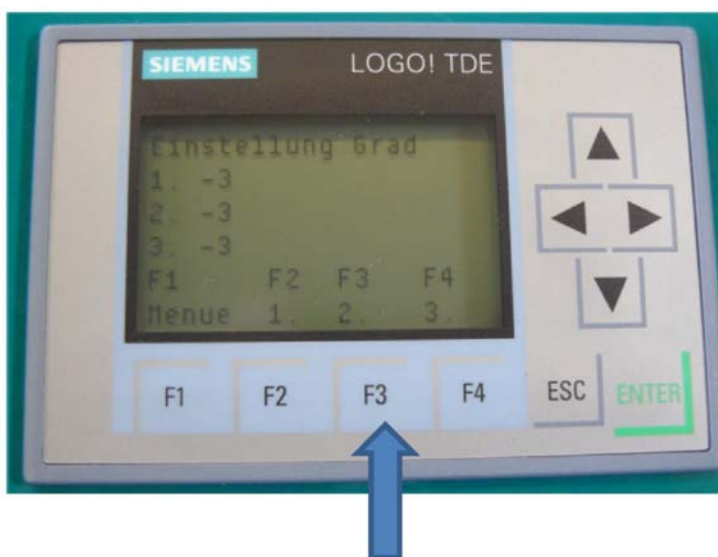 SIEMENS LOGO! TDE
Einstellung Grad
1. -3
2. -3
3. -3
F1 F2 F3 F4
Menue 1. 2. 3.
F1 F2 F3 F4 ESC ENTER